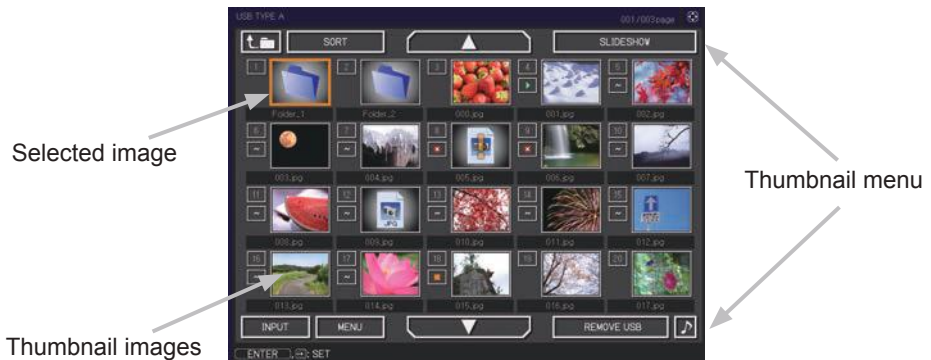 USB TYPE A 001/003page
SORT SLIDESHOW
1 2 3 4 5
Folder_1 Folder_2 000.jpg 001.jpg 002.jpg
Selected image
6 7 8 9 10
003.jpg 004.jpg 005.jpg 006.jpg 007.jpg
Thumbnail menu
11 12 13 14 15
JPG
008.jpg 009.jpg 010.jpg 011.jpg 012.jpg
16 17 18 19 20
013.jpg 014.jpg 015.jpg 016.jpg 017.jpg
INPUT MENU REMOVE USB
Thumbnail images
ENTER , : SET